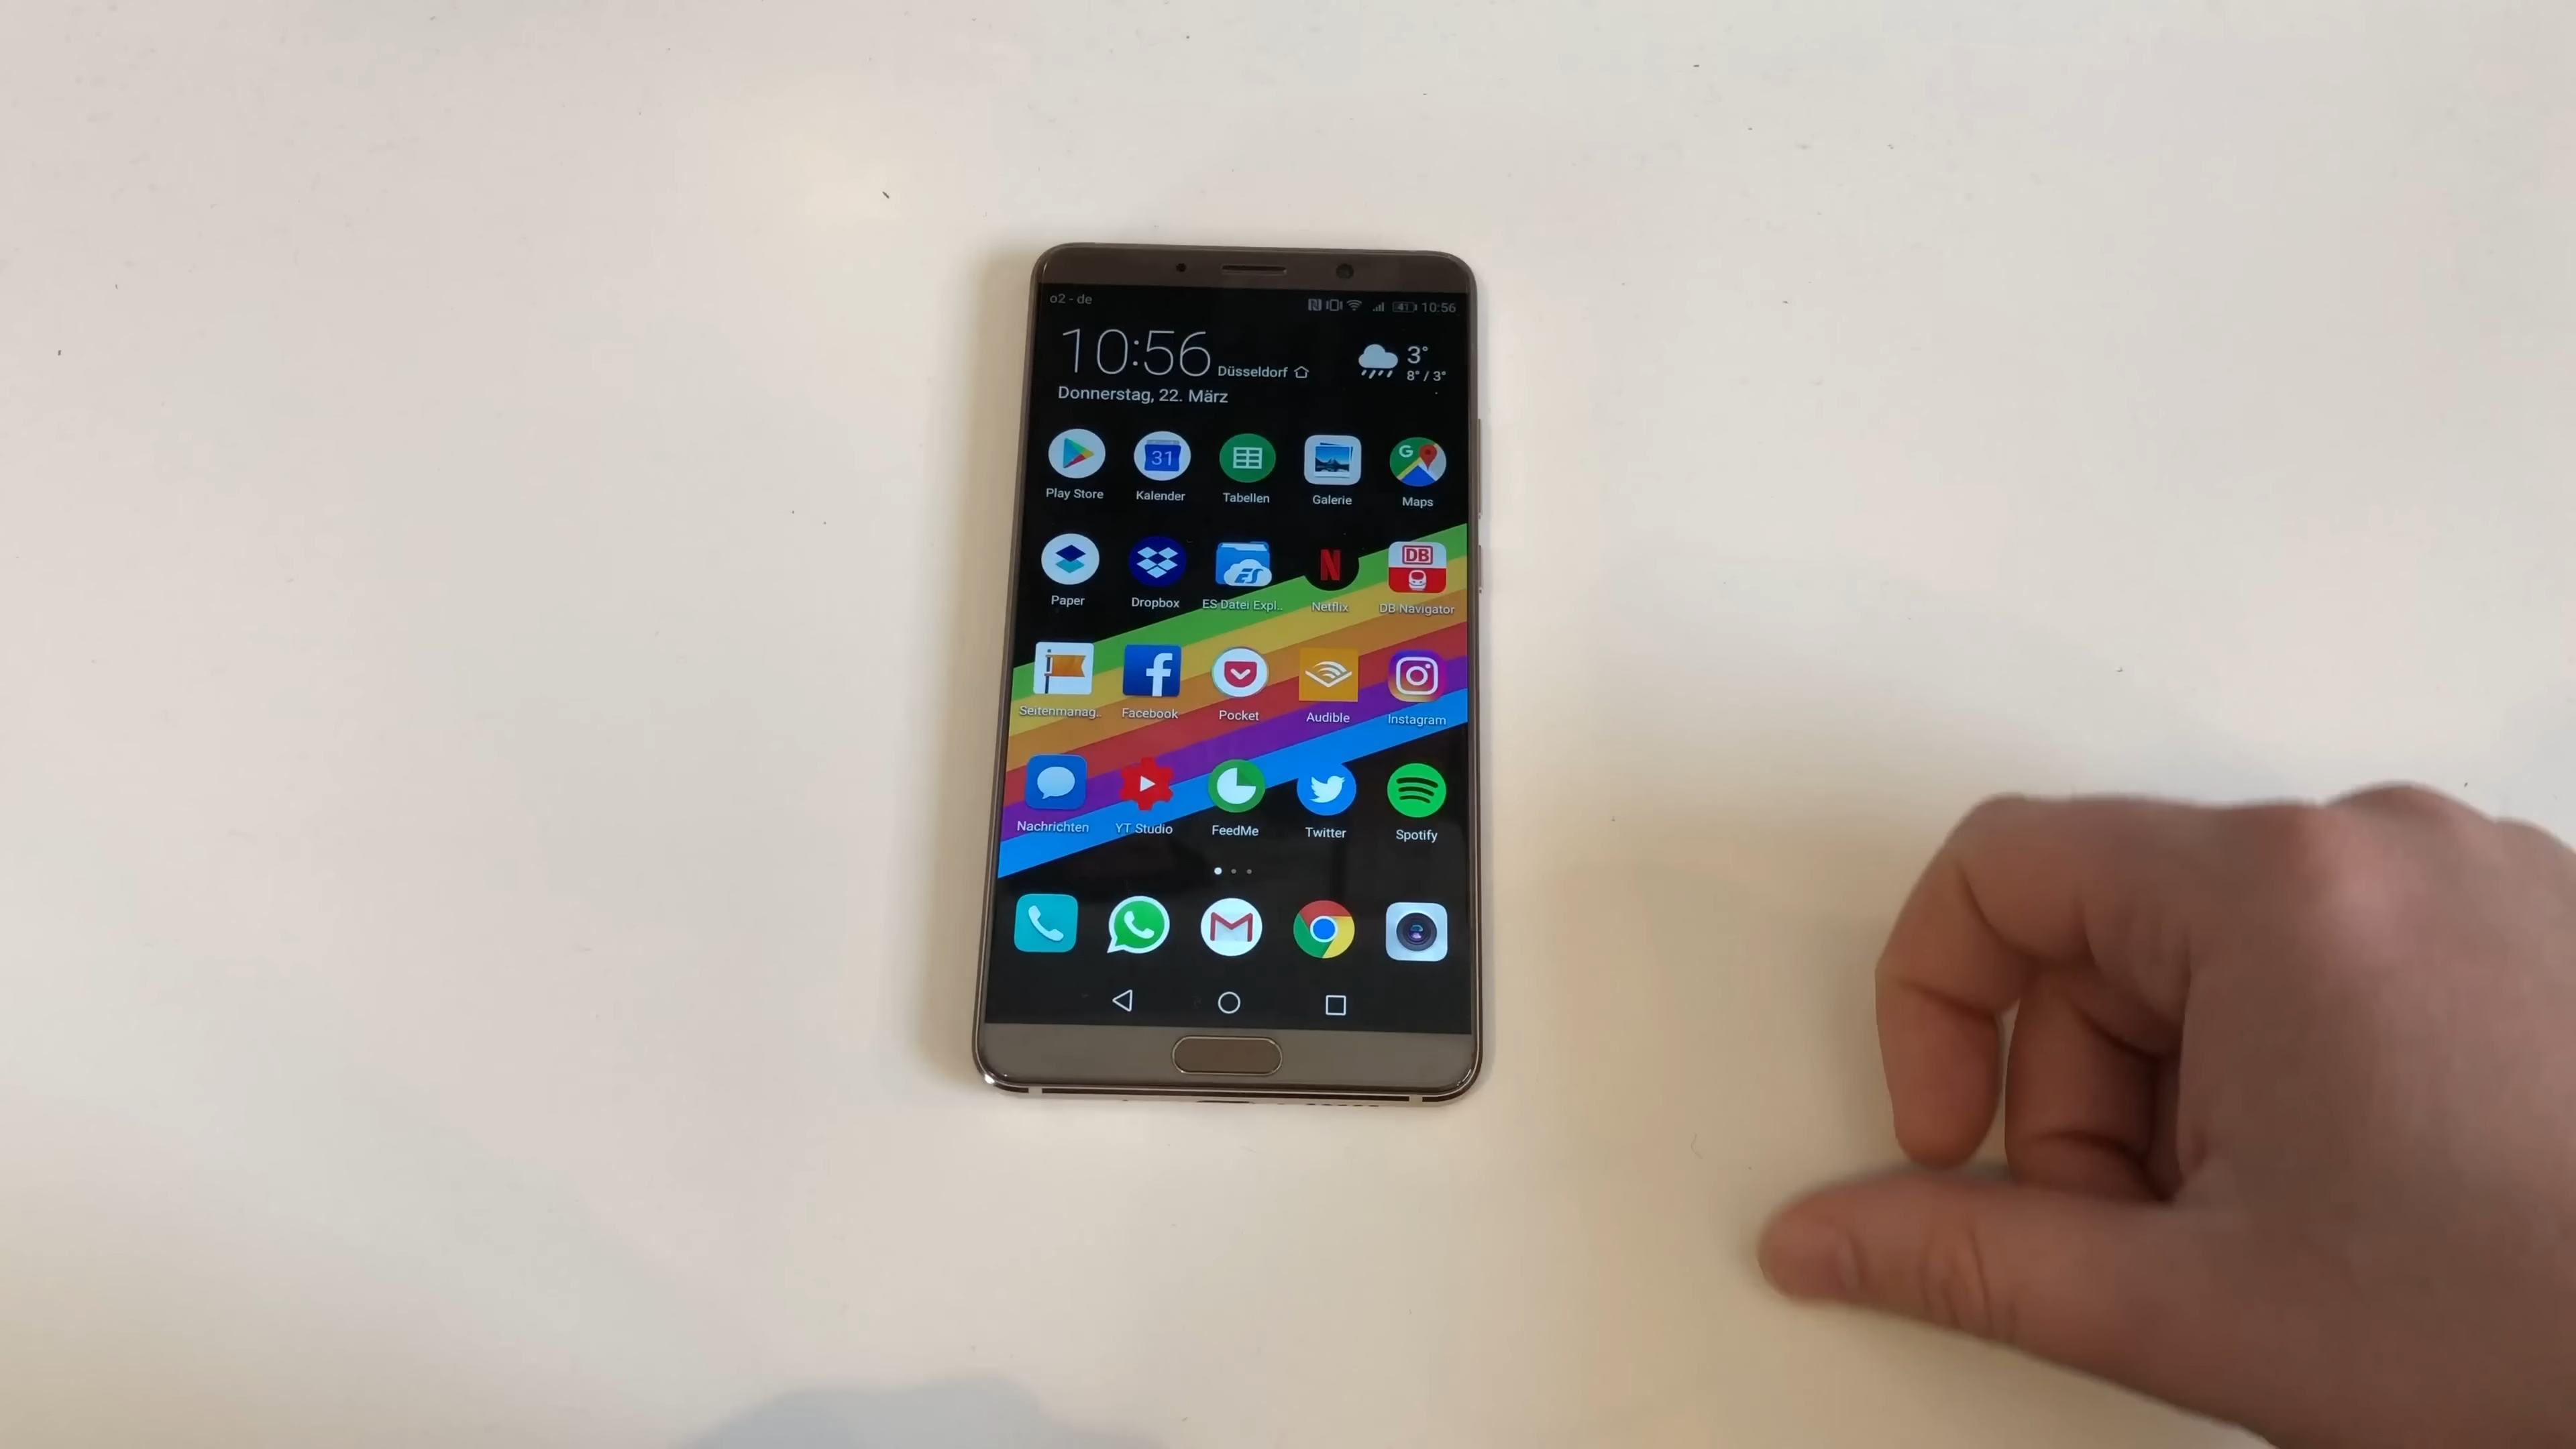 o2 - de
41 10:56
10:56 Düsseldorf 3°
8° / 3°
Donnerstag, 22. März
31 G
Play Store Kalender Tabellen Galerie Maps
ES N DB
Paper Dropbox ES Datei Expl.. Netflix DB Navigator
f
Seitenmanag.. Facebook Pocket Audible Instagram
Nachrichten YT Studio FeedMe Twitter Spotify